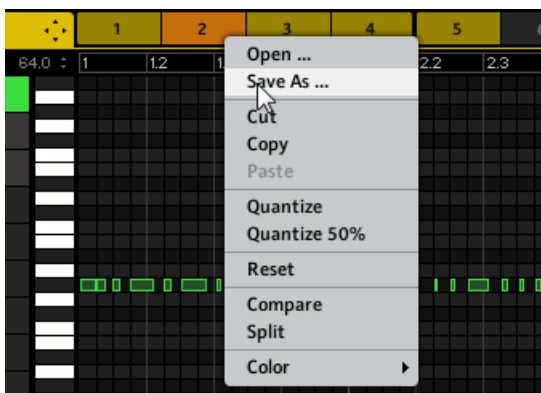 1 2 3 4 5
64.0 1 1.2 2.2 2.3
Open ...
Save As ...
Cut
Copy
Paste
Quantize
Quantize 50%
Reset
Compare
Split
Color